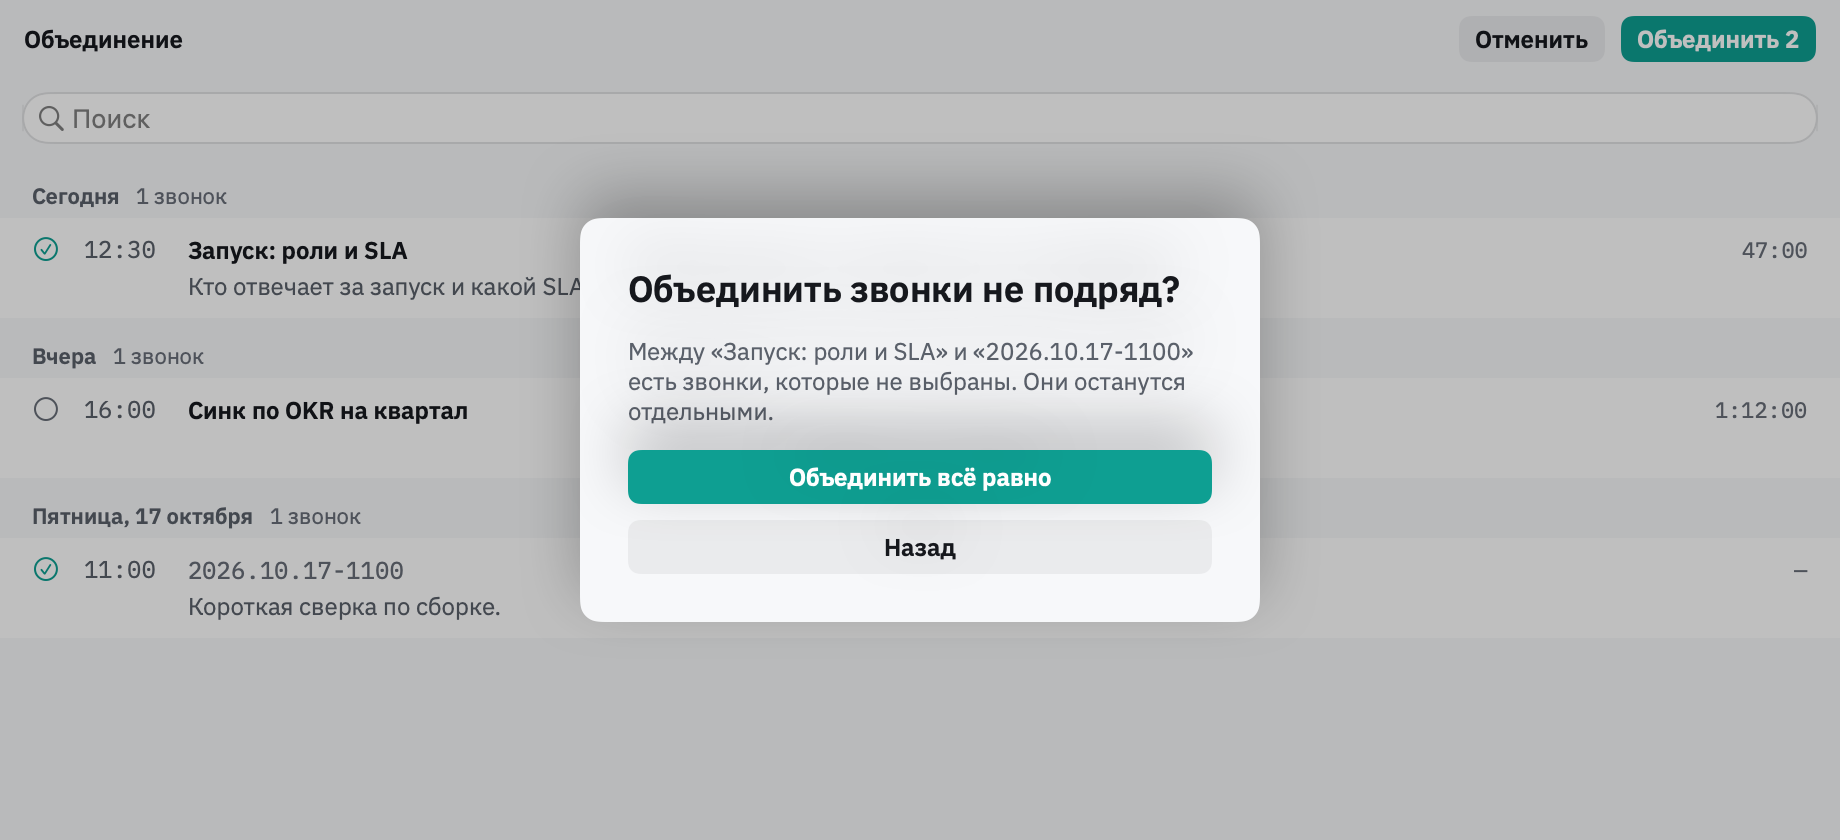 Объединение
Отменить
Объединить 2
Поиск
Сегодня 1 звонок
12:30 Запуск: роли и SLA 47:00
Кто отвечает за запуск и какой SLA
Вчера 1 звонок
16:00 Синк по OKR на квартал 1:12:00
Пятница, 17 октября 1 звонок
11:00 2026.10.17-1100 —
Короткая сверка по сборке.
Объединить звонки не подряд?
Между «Запуск: роли и SLA» и «2026.10.17-1100»
есть звонки, которые не выбраны. Они останутся
отдельными.
Объединить всё равно
Назад